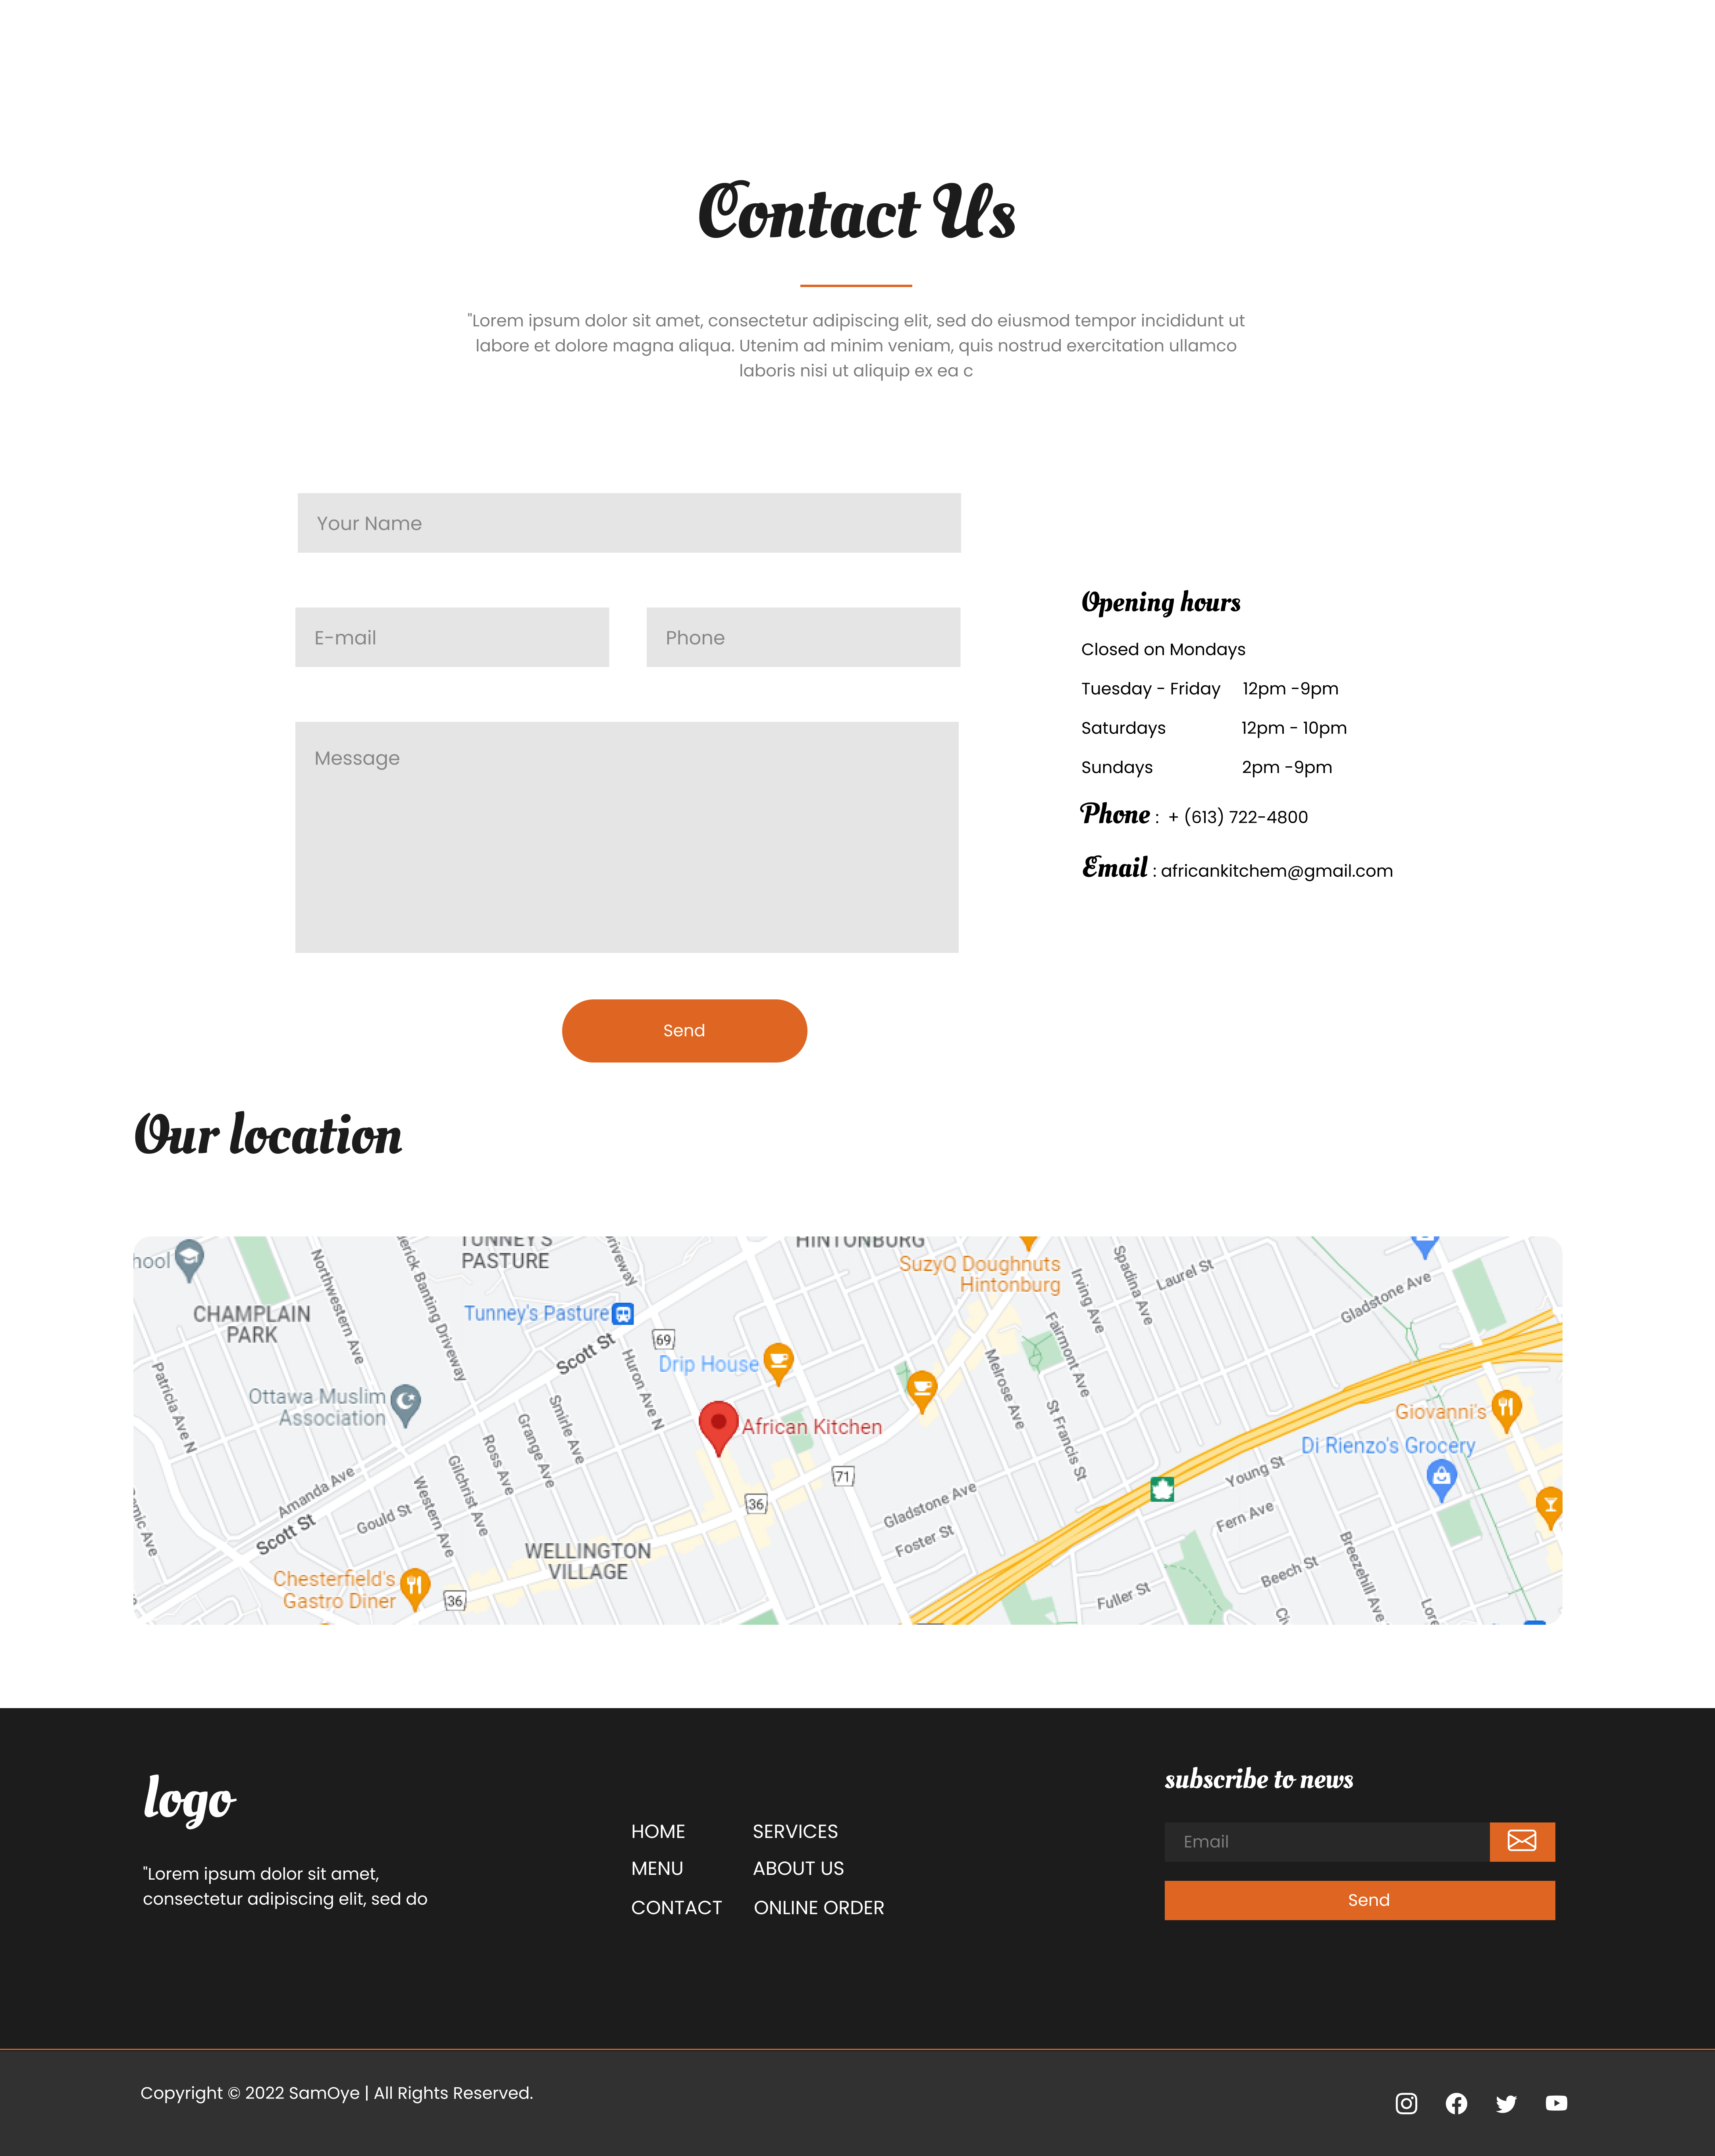 Contact Us
"Lorem ipsum dolor sit amet, consectetur adipiscing elit, sed do eiusmod tempor incididunt ut
labore et dolore magna aliqua. Utenim ad minim veniam, quis nostrud exercitation ullamco
laboris nisi ut aliquip ex ea c
Your Name
E-mail
Phone
Message
Send
Opening hours
Closed on Mondays
Tuesday - Friday 12pm -9pm
Saturdays 12pm - 10pm
Sundays 2pm -9pm
Phone : + (613) 722-4800
Email : africankitchem@gmail.com
Our location
TUNNEY'S
PASTURE
HINTONBURG
SuzyQ Doughnuts
Hintonburg
CHAMPLAIN
PARK
Northwestern Ave
Banting Driveway
Tunney's Pasture
Scott St
69
Huron Ave N
Drip House
Irving Ave
Spadina Ave
Laurel St
Gladstone Ave
Fairmont Ave
Melrose Ave
Patricia Ave N
Ottawa Muslim
Association
Smirle Ave
Grange Ave
Ross Ave
Gilchrist Ave
Western Ave
African Kitchen
St Francis St
Giovanni's
Di Rienzo's Grocery
Young St
71
36
Amanda Ave
Gould St
Scott St
Gladstone Ave
Foster St
Fern Ave
WELLINGTON
VILLAGE
Chesterfield's
Gastro Diner
36
Fuller St
Beech St
Breezehill Ave
logo
"Lorem ipsum dolor sit amet,
consectetur adipiscing elit, sed do
HOME SERVICES
MENU ABOUT US
CONTACT ONLINE ORDER
subscribe to news
Email
Send
Copyright © 2022 SamOye | All Rights Reserved.